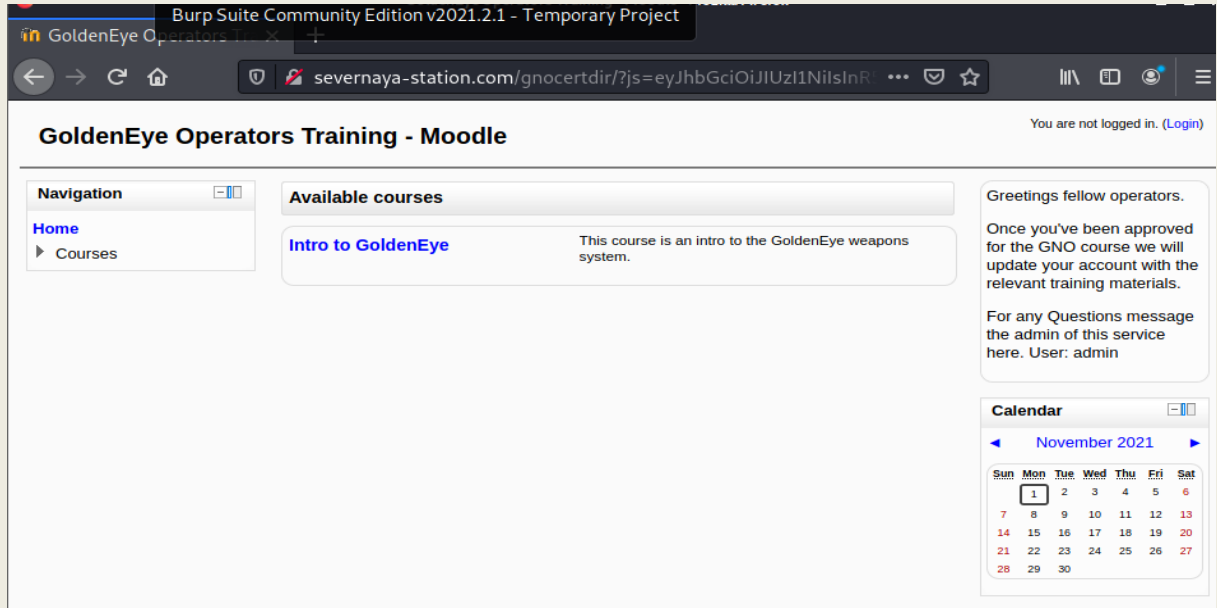 Burp Suite Community Edition v2021.2.1 - Temporary Project
GoldenEye Operators Tr
severnaya-station.com/gnocertdir/?js=eyJhbGciOiJIUzI1NiIsInR5
GoldenEye Operators Training - Moodle
You are not logged in. (Login)
Navigation
Home
Courses
Available courses
Intro to GoldenEye
This course is an intro to the GoldenEye weapons
system.
Greetings fellow operators.
Once you've been approved
for the GNO course we will
update your account with the
relevant training materials.
For any Questions message
the admin of this service
here. User: admin
Calendar
◄ November 2021 ►
Sun Mon Tue Wed Thu Fri Sat
1 2 3 4 5 6
7 8 9 10 11 12 13
14 15 16 17 18 19 20
21 22 23 24 25 26 27
28 29 30